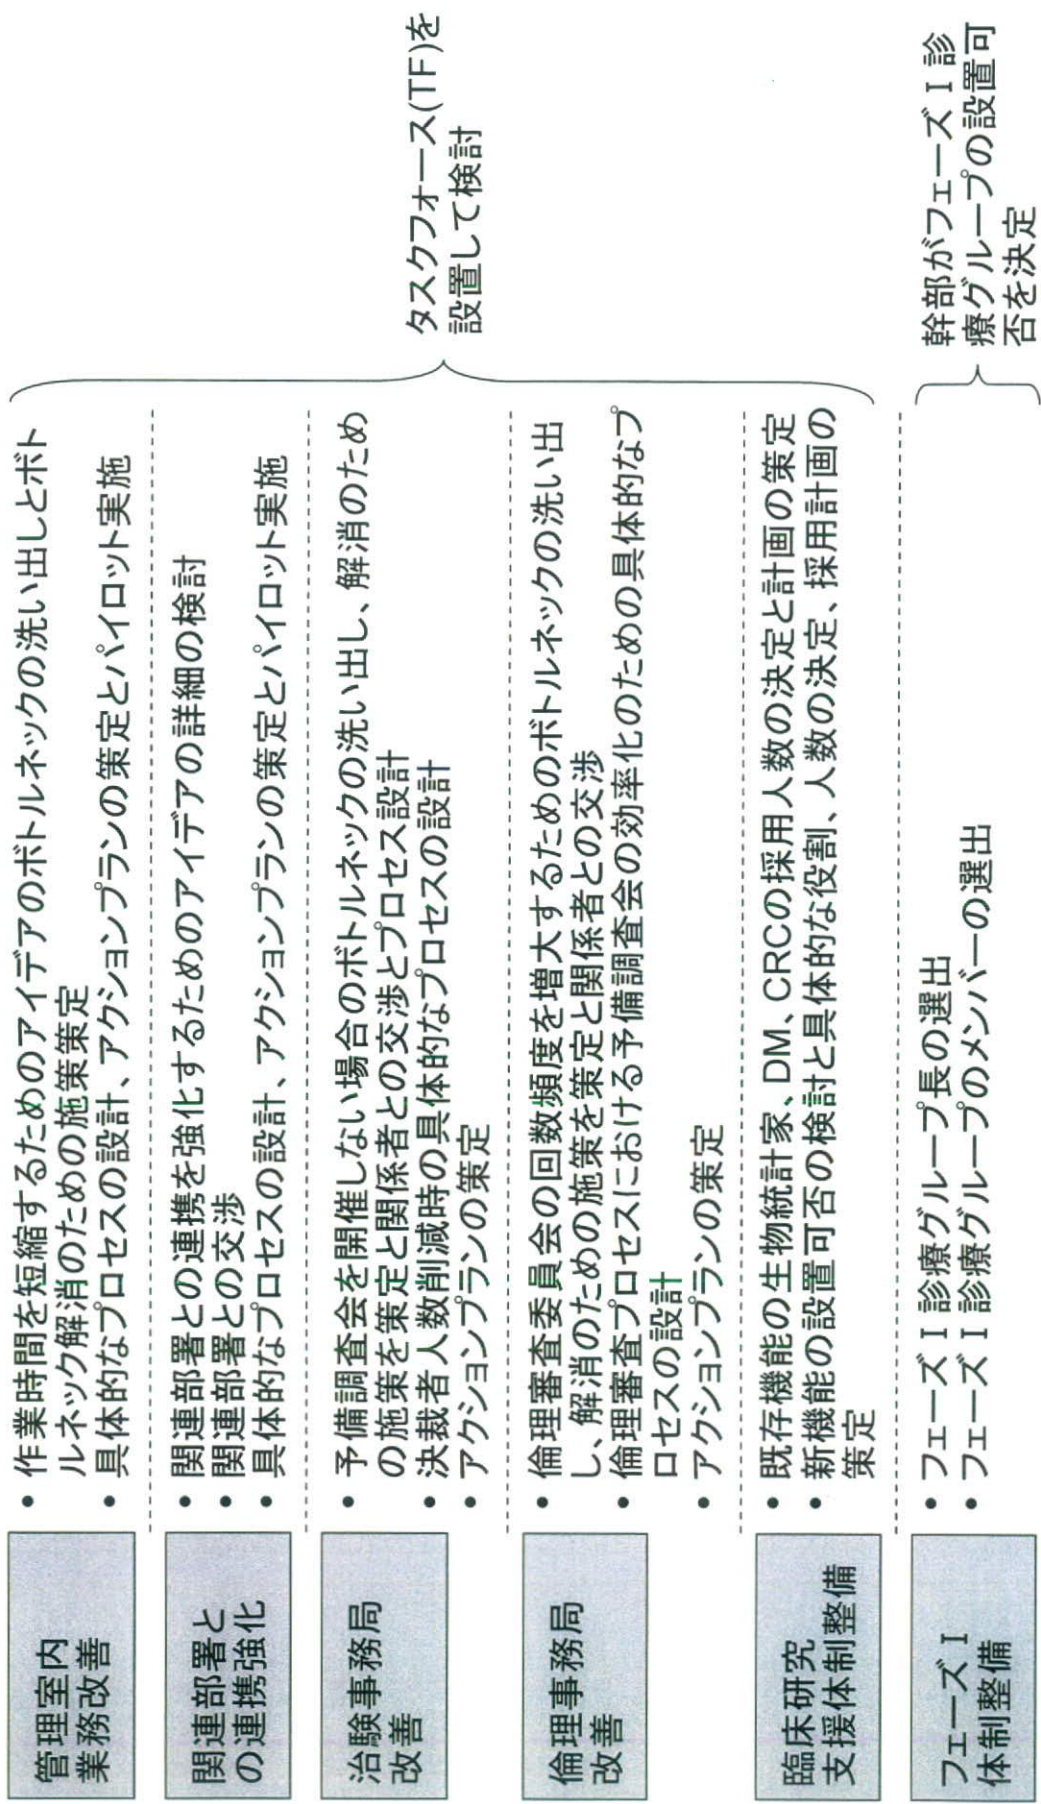 管理室内
業務改善
• 作業時間を短縮するためのアイデアのボトルネックの洗い出しとボト
ルネック解消のための施策策定
• 具体的なプロセスの設計、アクションプランの策定とパイロット実施
関連部署と
の連携強化
• 関連部署との連携を強化するためのアイデアの詳細の検討
• 関連部署との交渉
• 具体的なプロセスの設計、アクションプランの策定とパイロット実施
治験事務局
改善
• 予備調査会を開催しない場合のボトルネックの洗い出し、解消のため
の施策を策定と関係者との交渉とプロセス設計
• 決裁者人数削減時の具体的なプロセスの設計
• アクションプランの策定
倫理事務局
改善
• 倫理審査委員会の回数頻度を増大するためのボトルネックの洗い出
し、解消のための施策を策定と関係者との交渉
• 倫理審査プロセスにおける予備調査会の効率化のための具体的なプ
ロセスの設計
• アクションプランの策定
臨床研究
支援体制整備
• 既存機能の生物統計家、DM、CRCの採用人数の決定と計画の策定
• 新機能の設置可否の検討と具体的な役割、人数の決定、採用計画の
策定
タスクフォース(TF)を
設置して検討
フェーズⅠ
体制整備
• フェーズⅠ診療グループ長の選出
• フェーズⅠ診療グループのメンバーの選出
幹部がフェーズⅠ診
療グループの設置可
否を決定